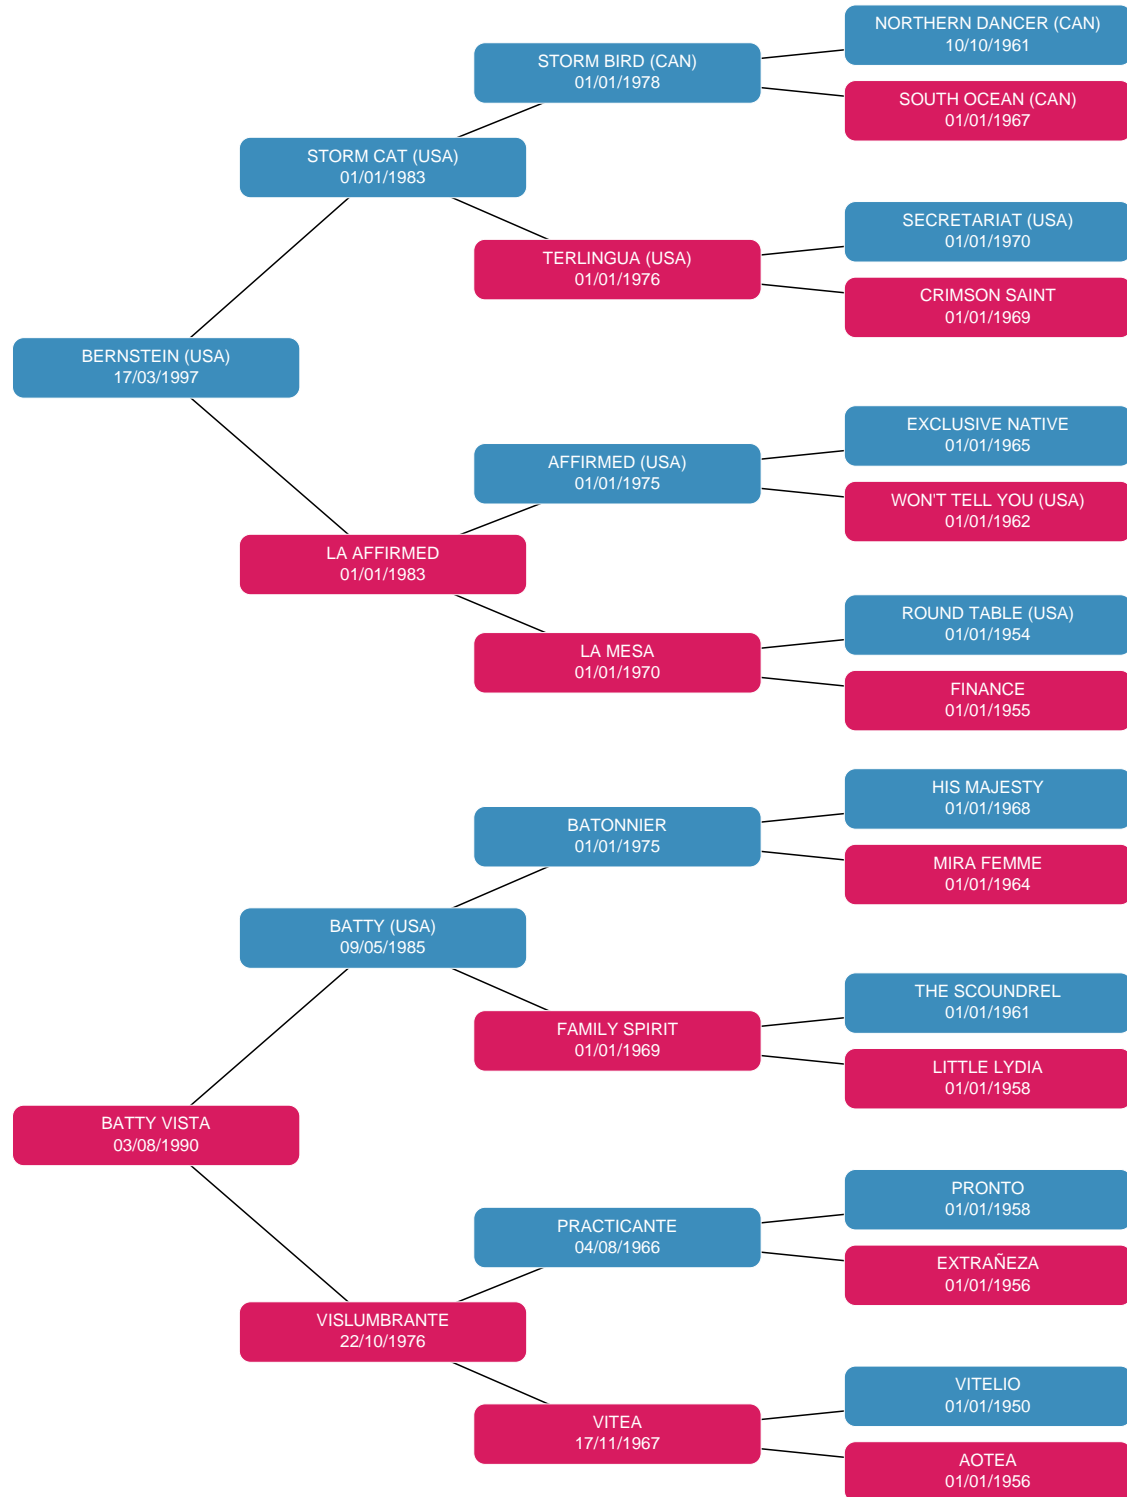 NORTHERN DANCER (CAN)
10/10/1961
STORM BIRD (CAN)
01/01/1978
SOUTH OCEAN (CAN)
01/01/1967
STORM CAT (USA)
01/01/1983
SECRETARIAT (USA)
01/01/1970
TERLINGUA (USA)
01/01/1976
CRIMSON SAINT
01/01/1969
BERNSTEIN (USA)
17/03/1997
EXCLUSIVE NATIVE
01/01/1965
AFFIRMED (USA)
01/01/1975
WON'T TELL YOU (USA)
01/01/1962
LA AFFIRMED
01/01/1983
ROUND TABLE (USA)
01/01/1954
LA MESA
01/01/1970
FINANCE
01/01/1955
HIS MAJESTY
01/01/1968
BATONNIER
01/01/1975
MIRA FEMME
01/01/1964
BATTY (USA)
09/05/1985
THE SCOUNDREL
01/01/1961
FAMILY SPIRIT
01/01/1969
LITTLE LYDIA
01/01/1958
BATTY VISTA
03/08/1990
PRONTO
01/01/1958
PRACTICANTE
04/08/1966
EXTRAÑEZA
01/01/1956
VISLUMBRANTE
22/10/1976
VITELIO
01/01/1950
VITEA
17/11/1967
AOTEA
01/01/1956